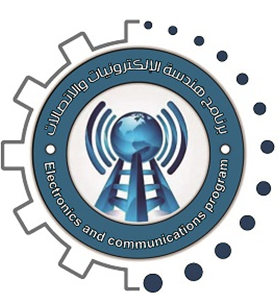 برنامج هندسة الإلكترونيات والاتصالات
Electronics and communications program